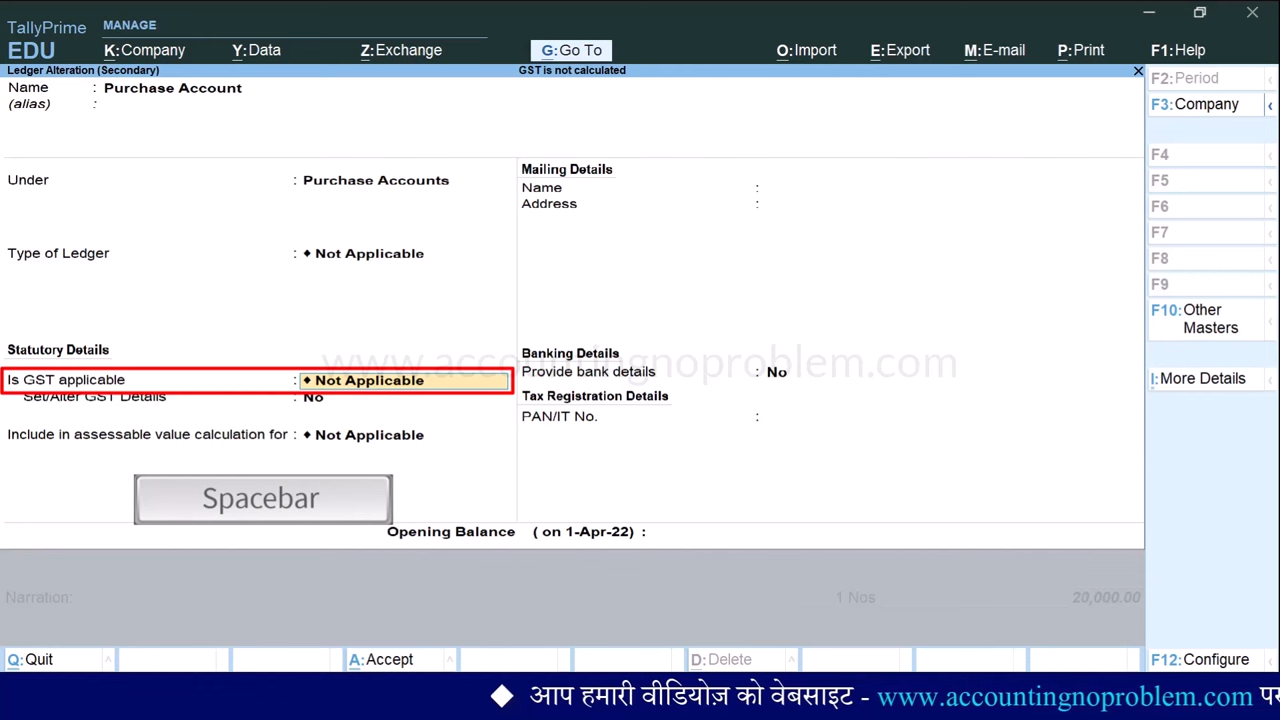 TallyPrime
MANAGE
EDU
K:Company
Y:Data
Z:Exchange
G:Go To
O:Import
E:Export
M:E-mail
P:Print
F1:Help
Ledger Alteration (Secondary)
GST is not calculated
Name : Purchase Account
(alias) :
Under : Purchase Accounts
Type of Ledger : ♦ Not Applicable
Statutory Details
Is GST applicable : ♦ Not Applicable
Set/Alter GST Details : No
Include in assessable value calculation for : ♦ Not Applicable
Spacebar
Mailing Details
Name :
Address :
www.accountingnoproblem.com
Banking Details
Provide bank details : No
Tax Registration Details
PAN/IT No. :
Opening Balance ( on 1-Apr-22) :
Narration:
1 Nos
20,000.00
F2:Period
F3:Company
F4
F5
F6
F7
F8
F9
F10:Other
Masters
I:More Details
Q:Quit
A:Accept
D:Delete
F12:Configure
◆ आप हमारी वीडियोज़ को वेबसाइट - www.accountingnoproblem.com पर